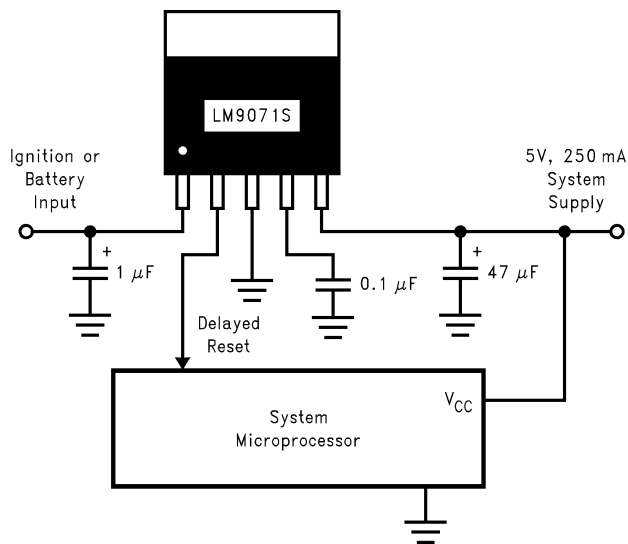 LM9071S
Ignition or
Battery
Input
5V, 250 mA
System
Supply
+
1 μF
0.1 μF
+
47 μF
Delayed
Reset
VCC
System
Microprocessor